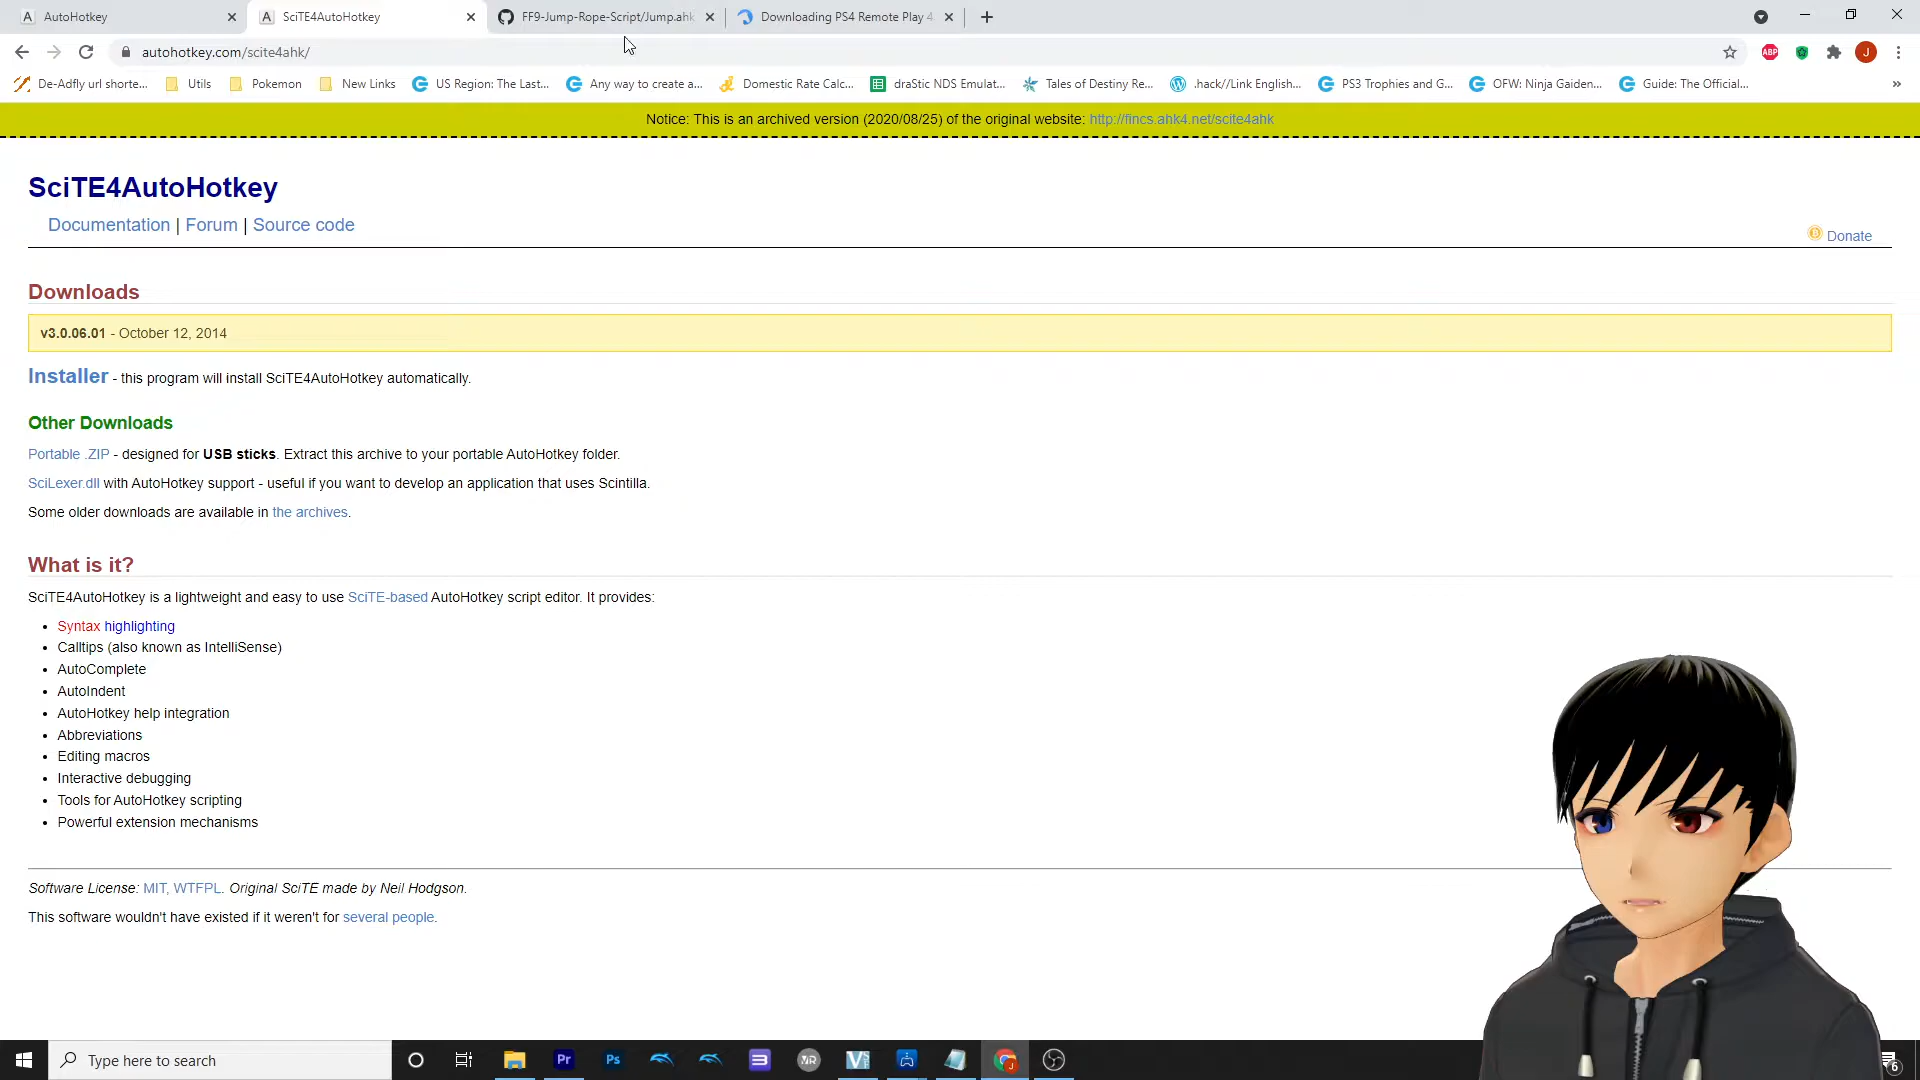 AutoHotkey
SciTE4AutoHotkey
FF9-Jump-Rope-Script/Jump.ahk
Downloading PS4 Remote Play 4
autohotkey.com/scite4ahk/
ABP
J
De-Adfly url shorte...
Utils
Pokemon
New Links
US Region: The Last...
Any way to create a...
Domestic Rate Calc...
draStic NDS Emulat...
Tales of Destiny Re...
.hack//Link English...
PS3 Trophies and G...
OFW: Ninja Gaiden...
Guide: The Official...
»
Notice: This is an archived version (2020/08/25) of the original website: http://fincs.ahk4.net/scite4ahk
SciTE4AutoHotkey
Documentation | Forum | Source code
Donate
Downloads
v3.0.06.01 - October 12, 2014
Installer - this program will install SciTE4AutoHotkey automatically.
Other Downloads
Portable .ZIP - designed for USB sticks. Extract this archive to your portable AutoHotkey folder.
SciLexer.dll with AutoHotkey support - useful if you want to develop an application that uses Scintilla.
Some older downloads are available in the archives.
What is it?
SciTE4AutoHotkey is a lightweight and easy to use SciTE-based AutoHotkey script editor. It provides:
• Syntax highlighting
• Calltips (also known as IntelliSense)
• AutoComplete
• AutoIndent
• AutoHotkey help integration
• Abbreviations
• Editing macros
• Interactive debugging
• Tools for AutoHotkey scripting
• Powerful extension mechanisms
Software License: MIT, WTFPL. Original SciTE made by Neil Hodgson.
This software wouldn't have existed if it weren't for several people.
Type here to search
Pr
Ps
6